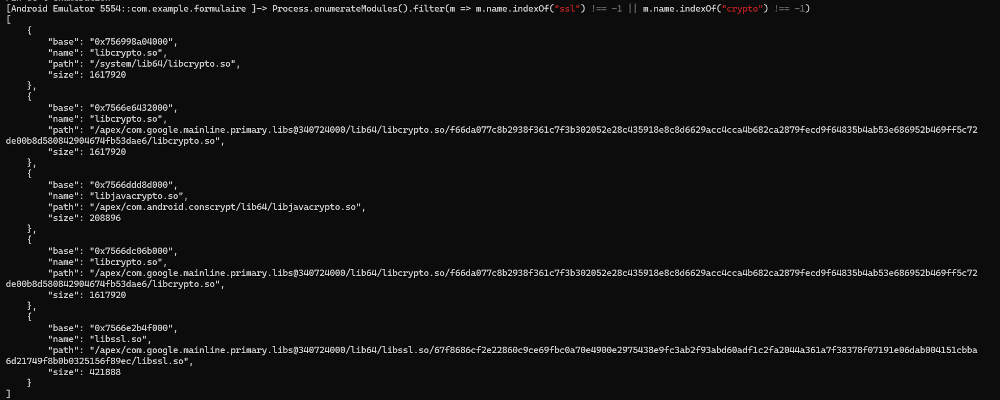 [Android Emulator 5554::com.example.formulaire ]-> Process.enumerateModules().filter(m => m.name.indexOf("ssl") !== -1 || m.name.indexOf("crypto") !== -1)
[
    {
        "base": "0x756998a04000",
        "name": "libcrypto.so",
        "path": "/system/lib64/libcrypto.so",
        "size": 1617920
    },
    {
        "base": "0x7566e6432000",
        "name": "libcrypto.so",
        "path": "/apex/com.google.mainline.primary.libs@340724000/lib64/libcrypto.so/f66da077c8b2938f361c7f3b302052e28c435918e8c8d6629acc4cca4b682ca2879fecd9f64835b4ab53e686952b469ff5c72
de00b8d580842904674fb53dae6/libcrypto.so",
        "size": 1617920
    },
    {
        "base": "0x7566ddd8d000",
        "name": "libjavacrypto.so",
        "path": "/apex/com.android.conscrypt/lib64/libjavacrypto.so",
        "size": 208896
    },
    {
        "base": "0x7566dc06b000",
        "name": "libcrypto.so",
        "path": "/apex/com.google.mainline.primary.libs@340724000/lib64/libcrypto.so/f66da077c8b2938f361c7f3b302052e28c435918e8c8d6629acc4cca4b682ca2879fecd9f64835b4ab53e686952b469ff5c72
de00b8d580842904674fb53dae6/libcrypto.so",
        "size": 1617920
    },
    {
        "base": "0x7566e2b4f000",
        "name": "libssl.so",
        "path": "/apex/com.google.mainline.primary.libs@340724000/lib64/libssl.so/67f8686cf2e22860c9ce69fbc0a70e4900e2975438e9fc3ab2f93abd60adf1c2fa2044a361a7f38378f07191e06dab004151cbba
6d21749f8b0b0325156f89ec/libssl.so",
        "size": 421888
    }
]